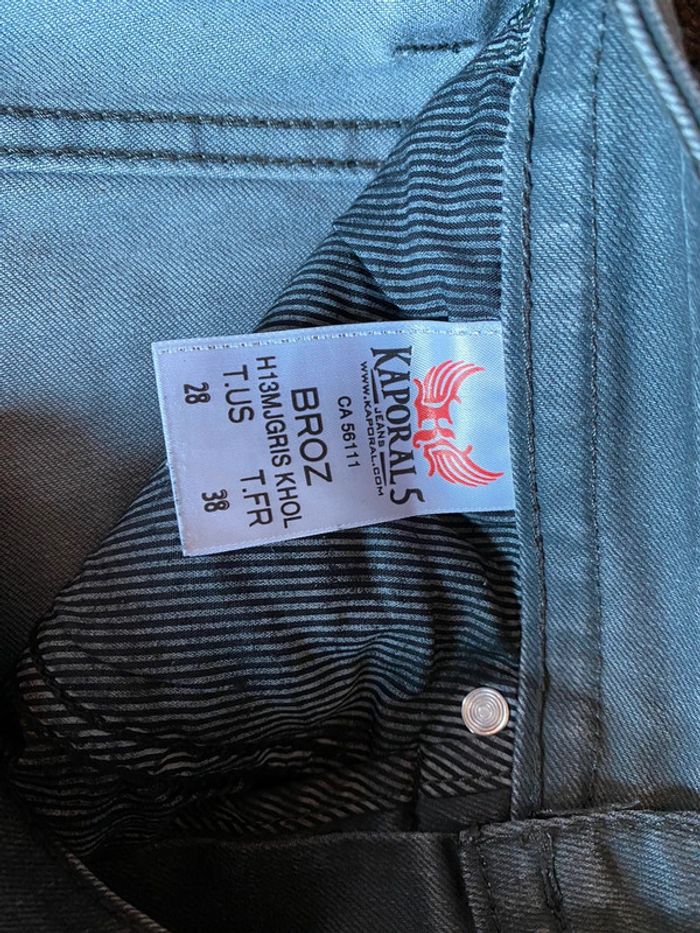 KAPORAL 5
JEANS
WWW.KAPORAL.COM
CA 56111
BROZ
H13MJGRIS KHOL
T.US T.FR
28 38